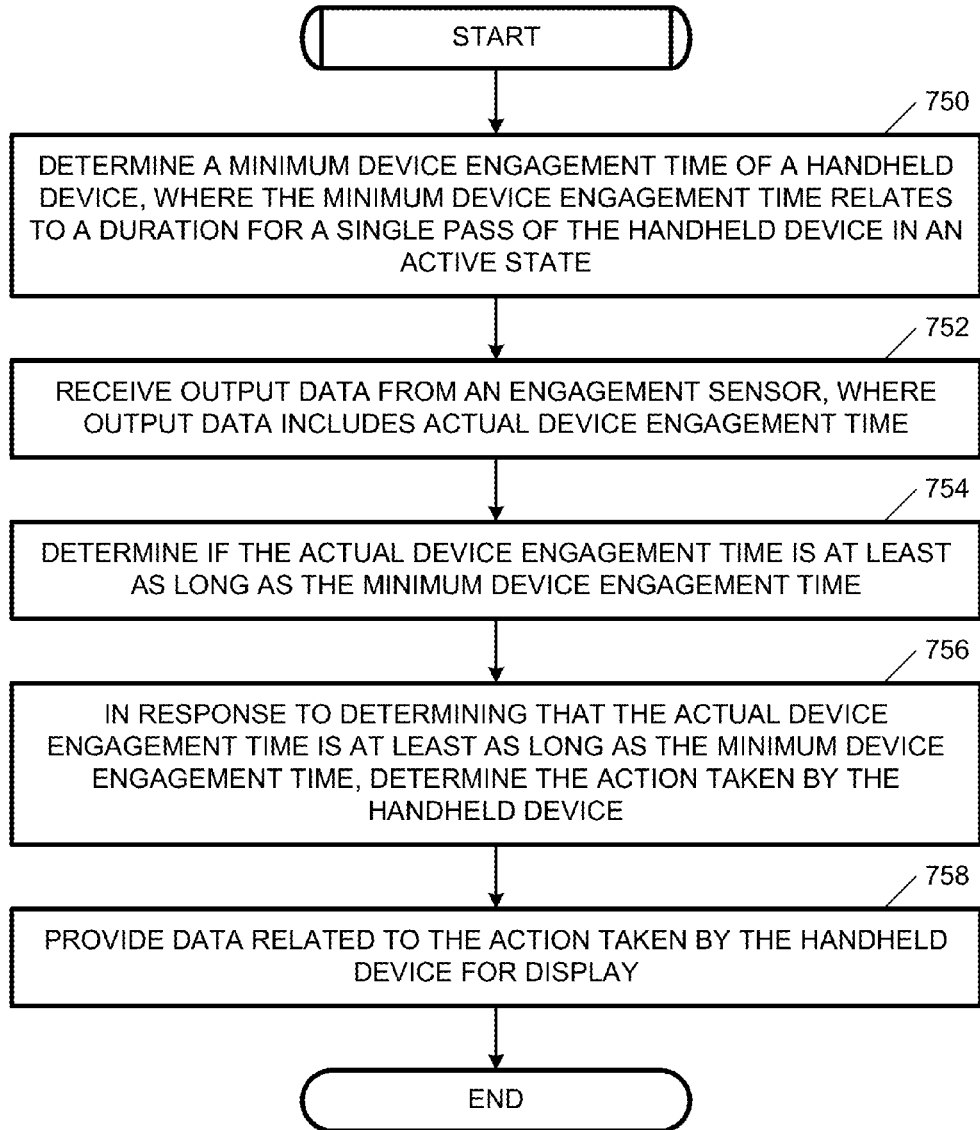 START
750
DETERMINE A MINIMUM DEVICE ENGAGEMENT TIME OF A HANDHELD
DEVICE, WHERE THE MINIMUM DEVICE ENGAGEMENT TIME RELATES
TO A DURATION FOR A SINGLE PASS OF THE HANDHELD DEVICE IN AN
ACTIVE STATE
752
RECEIVE OUTPUT DATA FROM AN ENGAGEMENT SENSOR, WHERE
OUTPUT DATA INCLUDES ACTUAL DEVICE ENGAGEMENT TIME
754
DETERMINE IF THE ACTUAL DEVICE ENGAGEMENT TIME IS AT LEAST
AS LONG AS THE MINIMUM DEVICE ENGAGEMENT TIME
756
IN RESPONSE TO DETERMINING THAT THE ACTUAL DEVICE
ENGAGEMENT TIME IS AT LEAST AS LONG AS THE MINIMUM DEVICE
ENGAGEMENT TIME, DETERMINE THE ACTION TAKEN BY THE
HANDHELD DEVICE
758
PROVIDE DATA RELATED TO THE ACTION TAKEN BY THE HANDHELD
DEVICE FOR DISPLAY
END